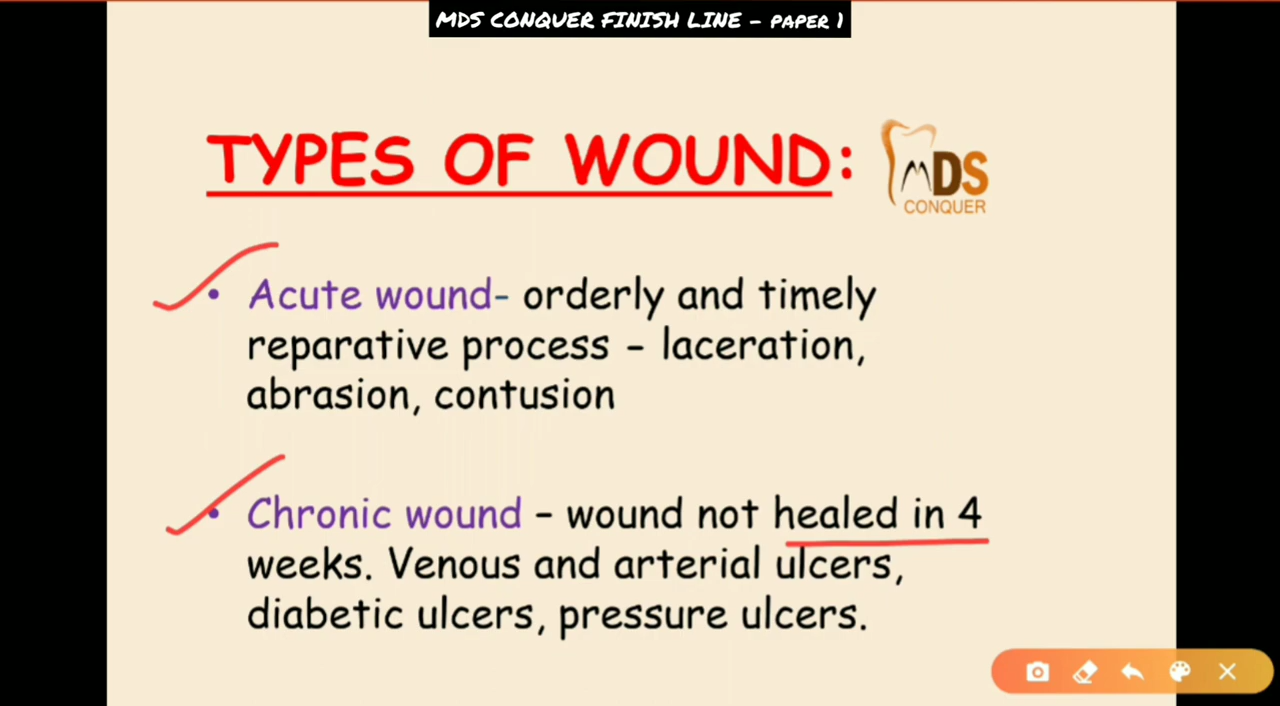 MDS CONQUER FINISH LINE – PAPER 1
TYPES OF WOUND:
MDS
CONQUER
• Acute wound- orderly and timely
reparative process – laceration,
abrasion, contusion
• Chronic wound – wound not healed in 4
weeks. Venous and arterial ulcers,
diabetic ulcers, pressure ulcers.